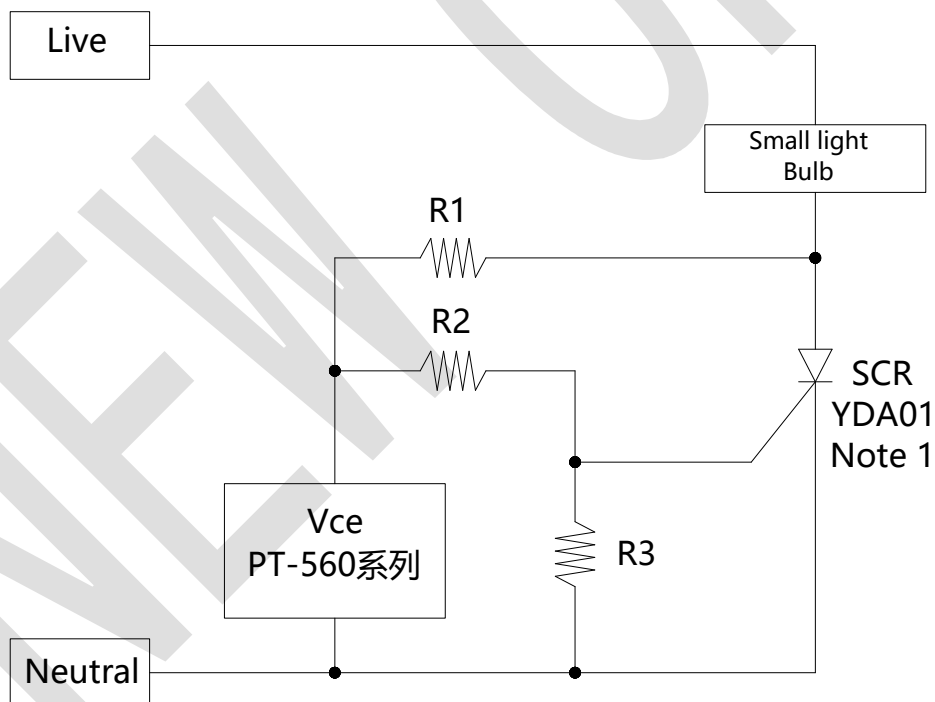 Live
Small light
Bulb
R1
R2
SCR
YDA01
Note 1
Vce
PT-560系列
R3
Neutral
NEW